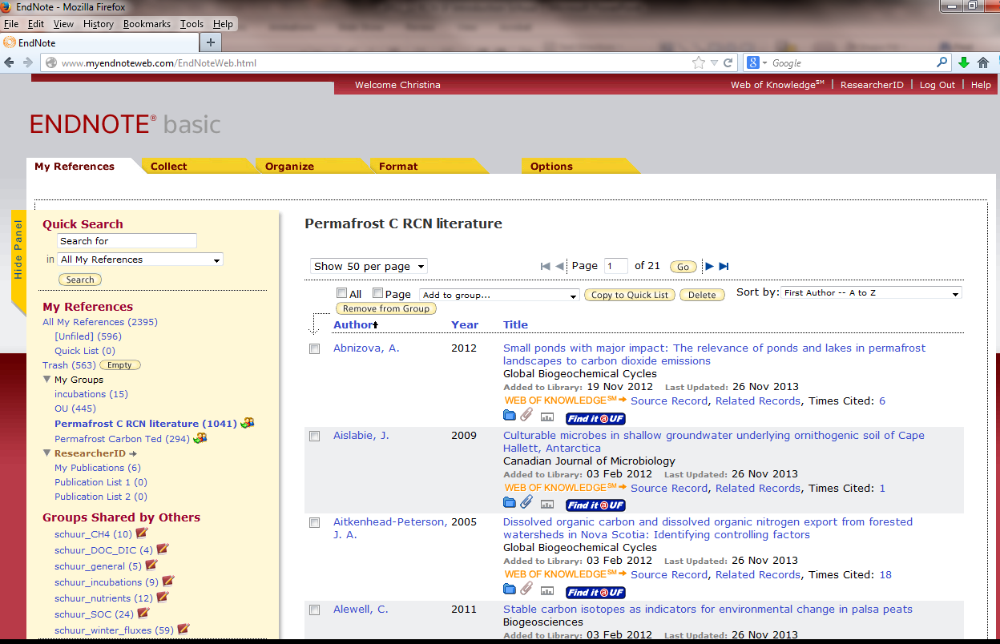 EndNote - Mozilla Firefox
File Edit View History Bookmarks Tools Help
EndNote +
www.myendnoteweb.com/EndNoteWeb.html
8 Google
Welcome Christina
Web of Knowledge℠ | ResearcherID | Log Out | Help
ENDNOTE® basic
My References Collect Organize Format Options
Hide Panel
Quick Search
Search for
in All My References
Search
My References
All My References (2395)
[Unfiled] (596)
Quick List (0)
Trash (563) Empty
My Groups
incubations (15)
OU (445)
Permafrost C RCN literature (1041)
Permafrost Carbon Ted (294)
ResearcherID
My Publications (6)
Publication List 1 (0)
Publication List 2 (0)
Groups Shared by Others
schuur_CH4 (10)
schuur_DOC_DIC (4)
schuur_general (5)
schuur_incubations (9)
schuur_nutrients (12)
schuur_SOC (24)
schuur_winter_fluxes (59)
Permafrost C RCN literature
Show 50 per page Page 1 of 21 Go
All Page Add to group... Copy to Quick List Delete Sort by: First Author -- A to Z
Remove from Group
Author Year Title
Abnizova, A. 2012 Small ponds with major impact: The relevance of ponds and lakes in permafrost
landscapes to carbon dioxide emissions
Global Biogeochemical Cycles
Added to Library: 19 Nov 2012 Last Updated: 26 Nov 2013
WEB OF KNOWLEDGE℠ Source Record, Related Records, Times Cited: 6
Find it @ UF
Aislabie, J. 2009 Culturable microbes in shallow groundwater underlying ornithogenic soil of Cape
Hallett, Antarctica
Canadian Journal of Microbiology
Added to Library: 03 Feb 2012 Last Updated: 26 Nov 2013
WEB OF KNOWLEDGE℠ Source Record, Related Records, Times Cited: 1
Find it @ UF
Aitkenhead-Peterson, 2005 Dissolved organic carbon and dissolved organic nitrogen export from forested
J. A. watersheds in Nova Scotia: Identifying controlling factors
Global Biogeochemical Cycles
Added to Library: 03 Feb 2012 Last Updated: 26 Nov 2013
WEB OF KNOWLEDGE℠ Source Record, Related Records, Times Cited: 18
Find it @ UF
Alewell, C. 2011 Stable carbon isotopes as indicators for environmental change in palsa peats
Biogeosciences
Added to Library: 03 Feb 2012 Last Updated: 26 Nov 2013